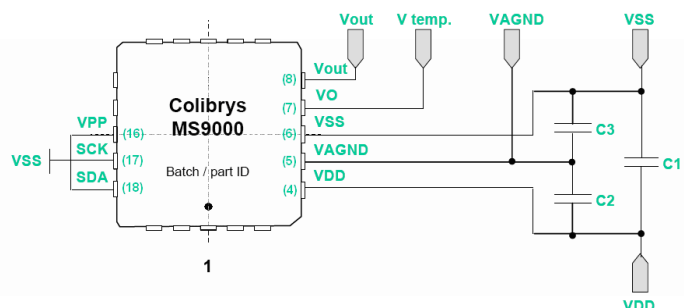 Vout
V temp.
VAGND
VSS
Vout
(8)
VO
(7)
Colibrys
MS9000
VSS
(6)
VPP
(16)
C3
SCK
(17)
VAGND
(5)
VSS
C1
Batch / part ID
SDA
(18)
VDD
(4)
C2
1
VDD